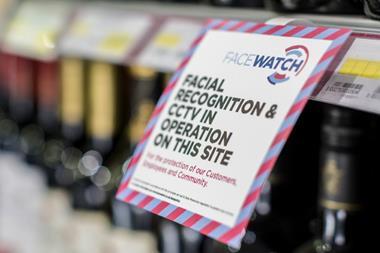 FACEWATCH
FACIAL
RECOGNITION &
CCTV IN
OPERATION
ON THIS SITE
For the protection of our Customers,
Employees and Community.